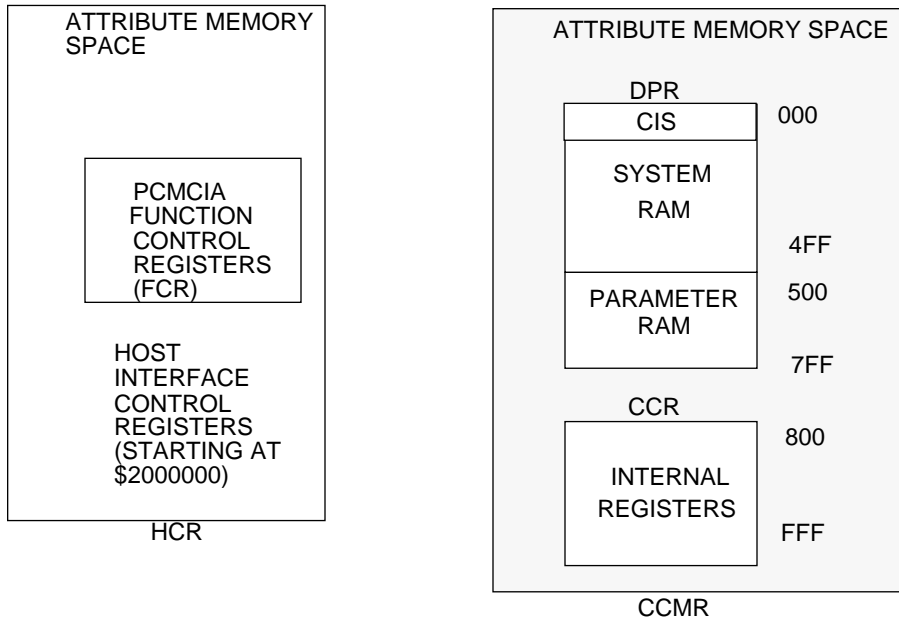 ATTRIBUTE MEMORY
SPACE
PCMCIA
FUNCTION
CONTROL
REGISTERS
(FCR)
HOST
INTERFACE
CONTROL
REGISTERS
(STARTING AT
$2000000)
HCR
ATTRIBUTE MEMORY SPACE
DPR
CIS
000
SYSTEM
RAM
4FF
500
PARAMETER
RAM
7FF
CCR
800
INTERNAL
REGISTERS
FFF
CCMR